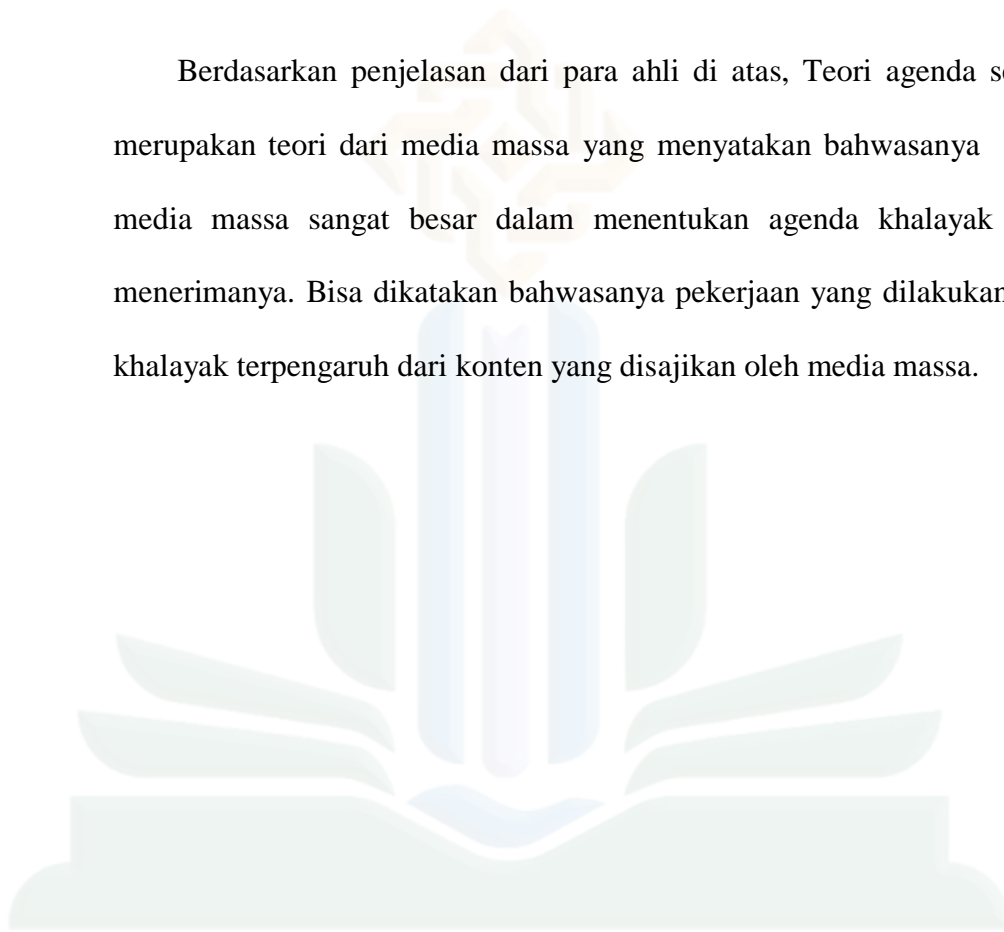 Berdasarkan penjelasan dari para ahli di atas, Teori agenda
merupakan teori dari media massa yang menyatakan bahwasanya
media massa sangat besar dalam menentukan agenda khalayak
menerimanya. Bisa dikatakan bahwasanya pekerjaan yang dilakukan
khalayak terpengaruh dari konten yang disajikan oleh media massa.